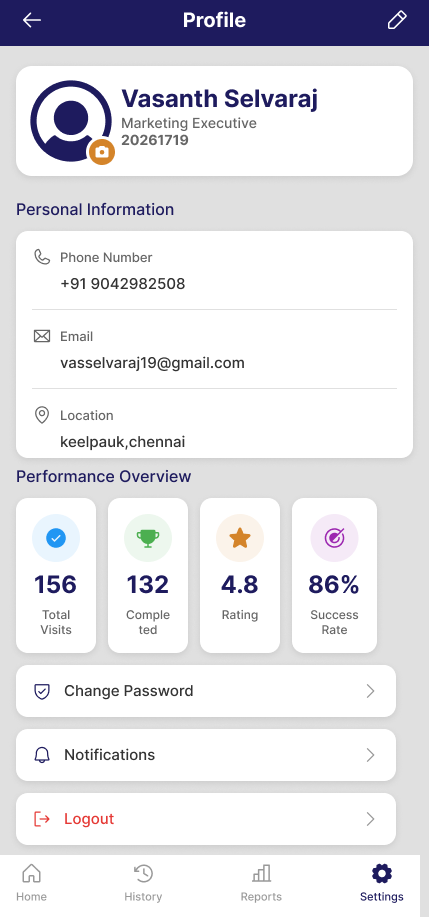 Profile
Vasanth Selvaraj
Marketing Executive
20261719
Personal Information
Phone Number
+91 9042982508
Email
vasselvaraj19@gmail.com
Location
keelpauk,chennai
Performance Overview
156
Total
Visits
132
Comple
ted
4.8
Rating
86%
Success
Rate
Change Password
Notifications
Logout
Home
History
Reports
Settings